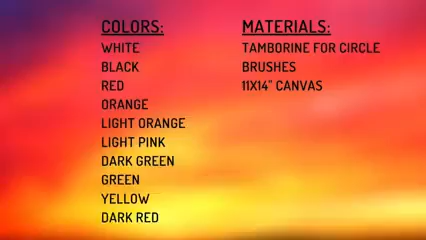 COLORS:
WHITE
BLACK
RED
ORANGE
LIGHT ORANGE
LIGHT PINK
DARK GREEN
GREEN
YELLOW
DARK RED
MATERIALS:
TAMBORINE FOR CIRCLE
BRUSHES
11X14" CANVAS